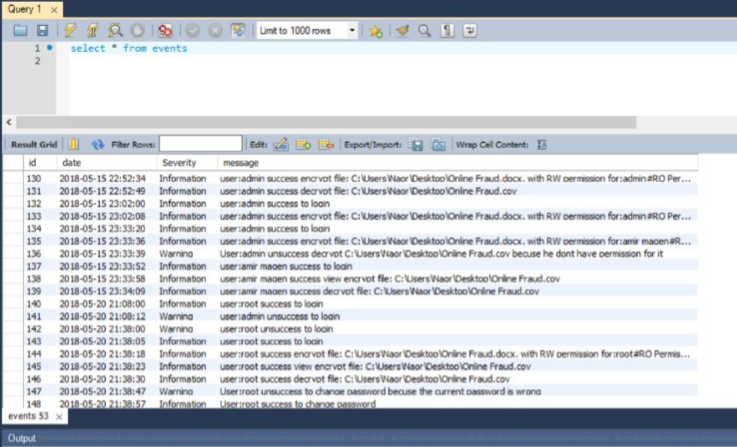 Query 1 ×
Limit to 1000 rows
1 select * from events
2
Result Grid Filter Rows: Edit: Export/Import: Wrap Cell Content:
id date Severity message
130 2018-05-15 22:52:34 Information user:admin success encrypt file: C:\Users\Naor\Desktop\Online Fraud.docx. with RW permission for:admin#RO Per...
131 2018-05-15 22:52:49 Information user:admin success decrypt file: C:\Users\Naor\Desktop\Online Fraud.cov
132 2018-05-15 23:02:00 Information user:admin success to login
133 2018-05-15 23:02:08 Information user:admin success encrypt file: C:\Users\Naor\Desktop\Online Fraud.docx. with RW permission for:admin#RO Per...
134 2018-05-15 23:33:20 Information user:admin success to login
135 2018-05-15 23:33:36 Information user:admin success encrypt file: C:\Users\Naor\Desktop\Online Fraud.docx. with RW permission for:amir magen#R...
136 2018-05-15 23:33:39 Warning User:admin unsuccess decrypt C:\Users\Naor\Desktop\Online Fraud.cov becuse he dont have permission for it
137 2018-05-15 23:33:52 Information user:amir magen success to login
138 2018-05-15 23:33:58 Information user:amir magen success view encrypt file: C:\Users\Naor\Desktop\Online Fraud.cov
139 2018-05-15 23:34:09 Information user:amir magen success decrypt file: C:\Users\Naor\Desktop\Online Fraud.cov
140 2018-05-20 21:08:00 Information user:root success to login
141 2018-05-20 21:08:12 Warning user:admin unsuccess to login
142 2018-05-20 21:38:00 Warning user:root unsuccess to login
143 2018-05-20 21:38:05 Information user:root success to login
144 2018-05-20 21:38:18 Information user:root success encrypt file: C:\Users\Naor\Desktop\Online Fraud.docx. with RW permission for:root#RO Permis...
145 2018-05-20 21:38:23 Information user:root success view encrypt file: C:\Users\Naor\Desktop\Online Fraud.cov
146 2018-05-20 21:38:30 Information user:root success decrypt file: C:\Users\Naor\Desktop\Online Fraud.cov
147 2018-05-20 21:38:47 Warning User:root unsuccess to change password becuse the current password is wrong
148 2018-05-20 21:38:57 Information User:root success to change password
events 53 ×
Output